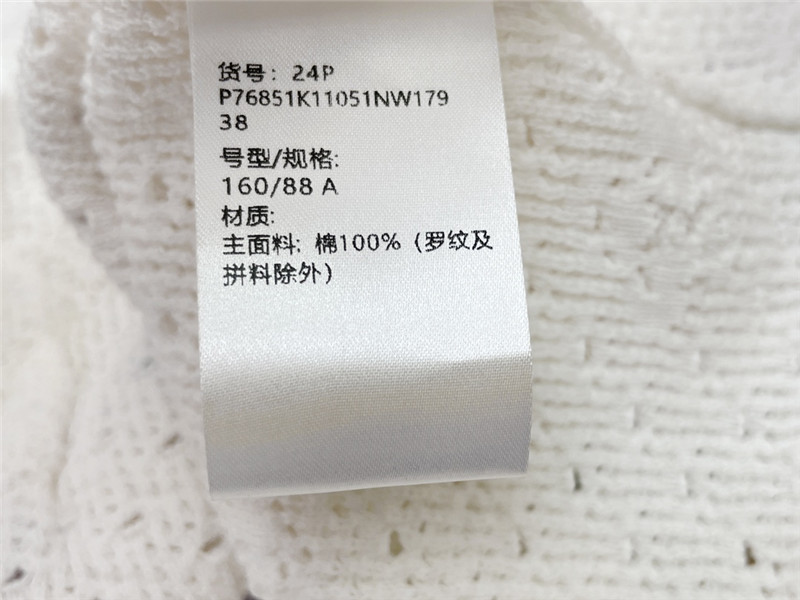 货号：24P
P76851K11051NW179
38
号型/规格:
160/88 A
材质:
主面料: 棉100%（罗纹及
拼料除外）